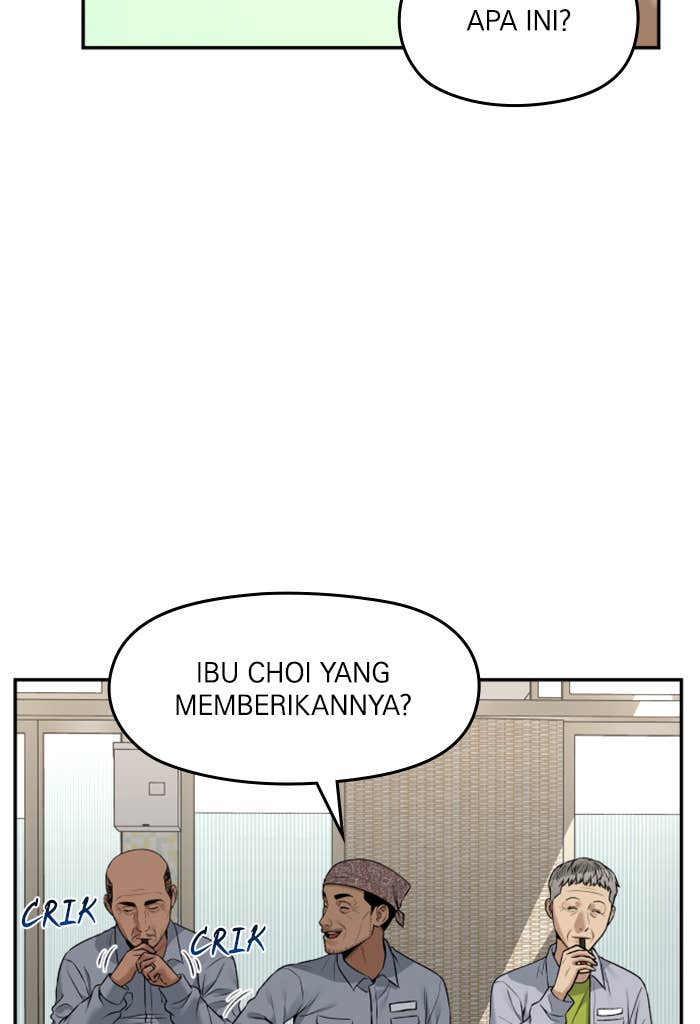 APA INI?
IBU CHOI YANG
MEMBERIKANNYA?
CRIK
CRIK